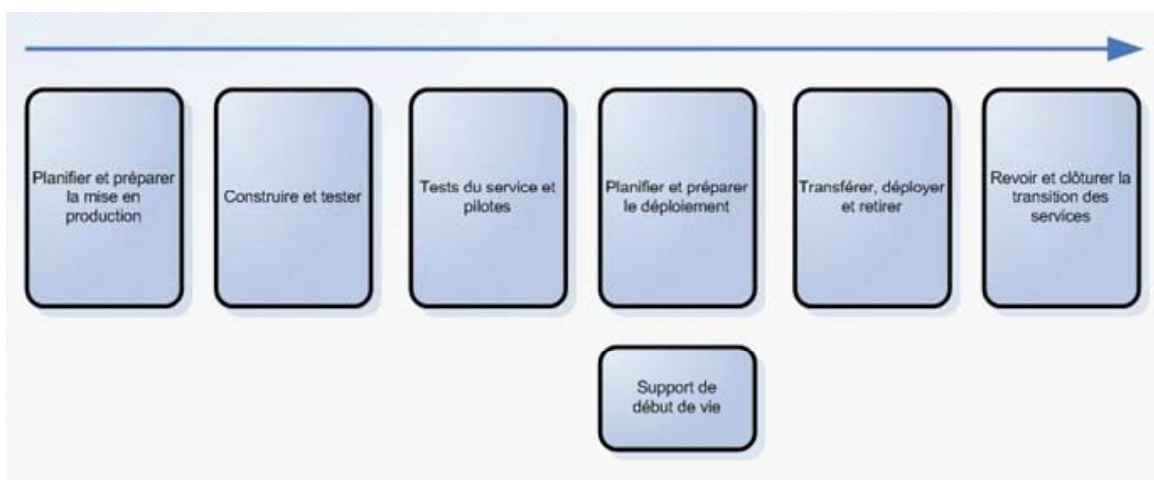 Planifier et préparer
la mise en
production
Construire et tester
Tests du service et
pilotes
Planifier et préparer
le déploiement
Transférer, déployer
et retirer
Revoir et clôturer la
transition des
services
Support de
début de vie